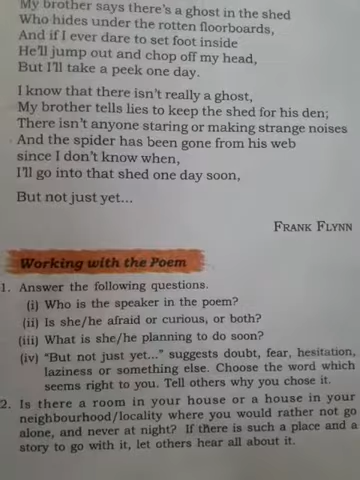 My brother says there's a ghost in the shed
Who hides under the rotten floorboards,
And if I ever dare to set foot inside
He'll jump out and chop off my head,
But I'll take a peek one day.
I know that there isn't really a ghost,
My brother tells lies to keep the shed for his den;
There isn't anyone staring or making strange noises
And the spider has been gone from his web
since I don't know when,
I'll go into that shed one day soon,
But not just yet...
FRANK FLYNN
Working with the Poem
1. Answer the following questions.
(i) Who is the speaker in the poem?
(ii) Is she/he afraid or curious, or both?
(iii) What is she/he planning to do soon?
(iv) “But not just yet...” suggests doubt, fear, hesitation,
laziness or something else. Choose the word which
seems right to you. Tell others why you chose it.
2. Is there a room in your house or a house in your
neighbourhood/locality where you would rather not go
alone, and never at night? If there is such a place and a
story to go with it, let others hear all about it.